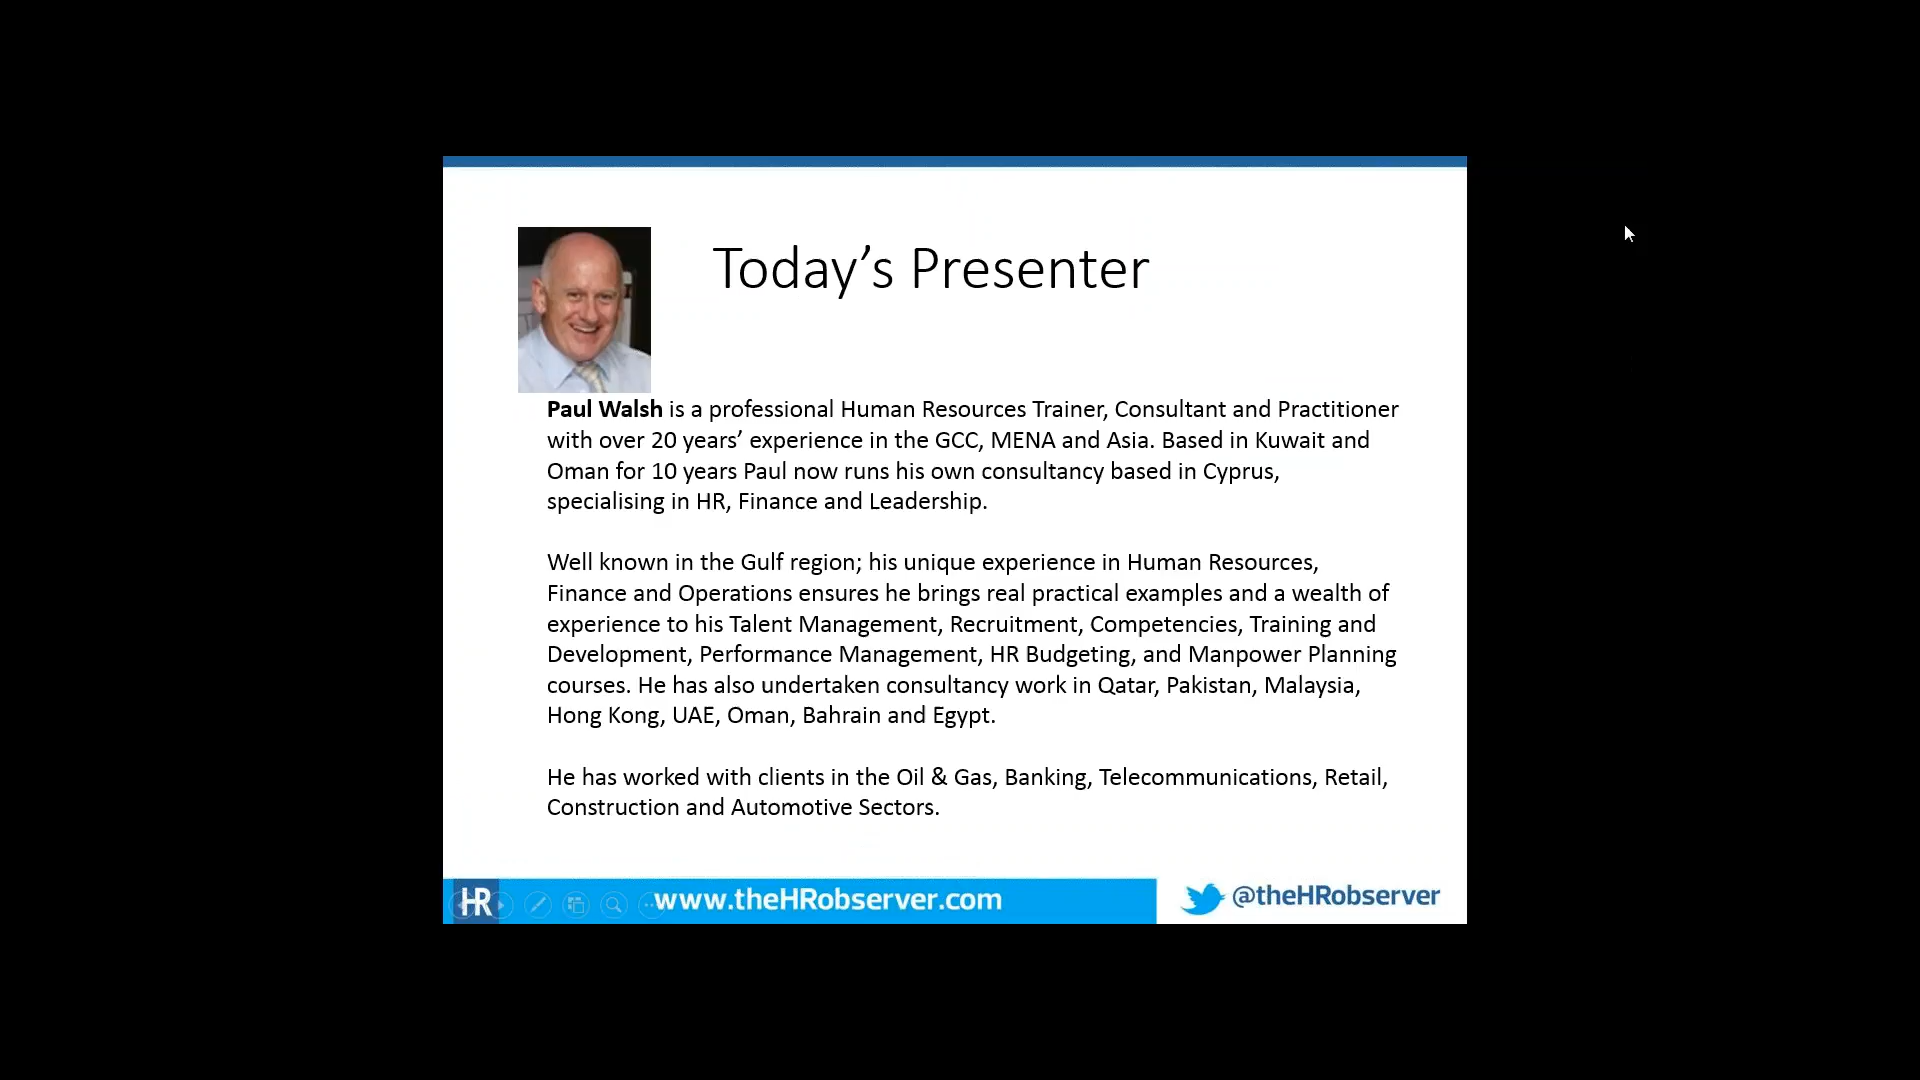 Today’s Presenter
Paul Walsh is a professional Human Resources Trainer, Consultant and Practitioner
with over 20 years’ experience in the GCC, MENA and Asia. Based in Kuwait and
Oman for 10 years Paul now runs his own consultancy based in Cyprus,
specialising in HR, Finance and Leadership.
Well known in the Gulf region; his unique experience in Human Resources,
Finance and Operations ensures he brings real practical examples and a wealth of
experience to his Talent Management, Recruitment, Competencies, Training and
Development, Performance Management, HR Budgeting, and Manpower Planning
courses. He has also undertaken consultancy work in Qatar, Pakistan, Malaysia,
Hong Kong, UAE, Oman, Bahrain and Egypt.
He has worked with clients in the Oil & Gas, Banking, Telecommunications, Retail,
Construction and Automotive Sectors.
HR www.theHRobserver.com @theHRobserver